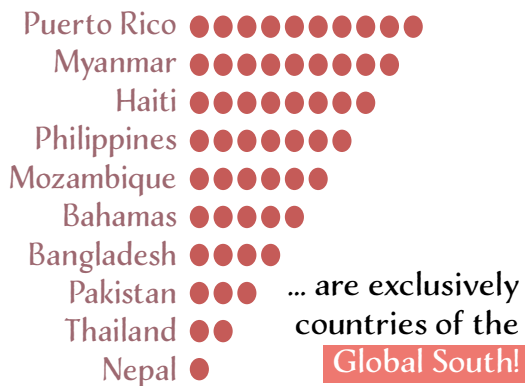 Puerto Rico
Myanmar
Haiti
Philippines
Mozambique
Bahamas
Bangladesh
Pakistan
Thailand
Nepal
... are exclusively
countries of the
Global South!